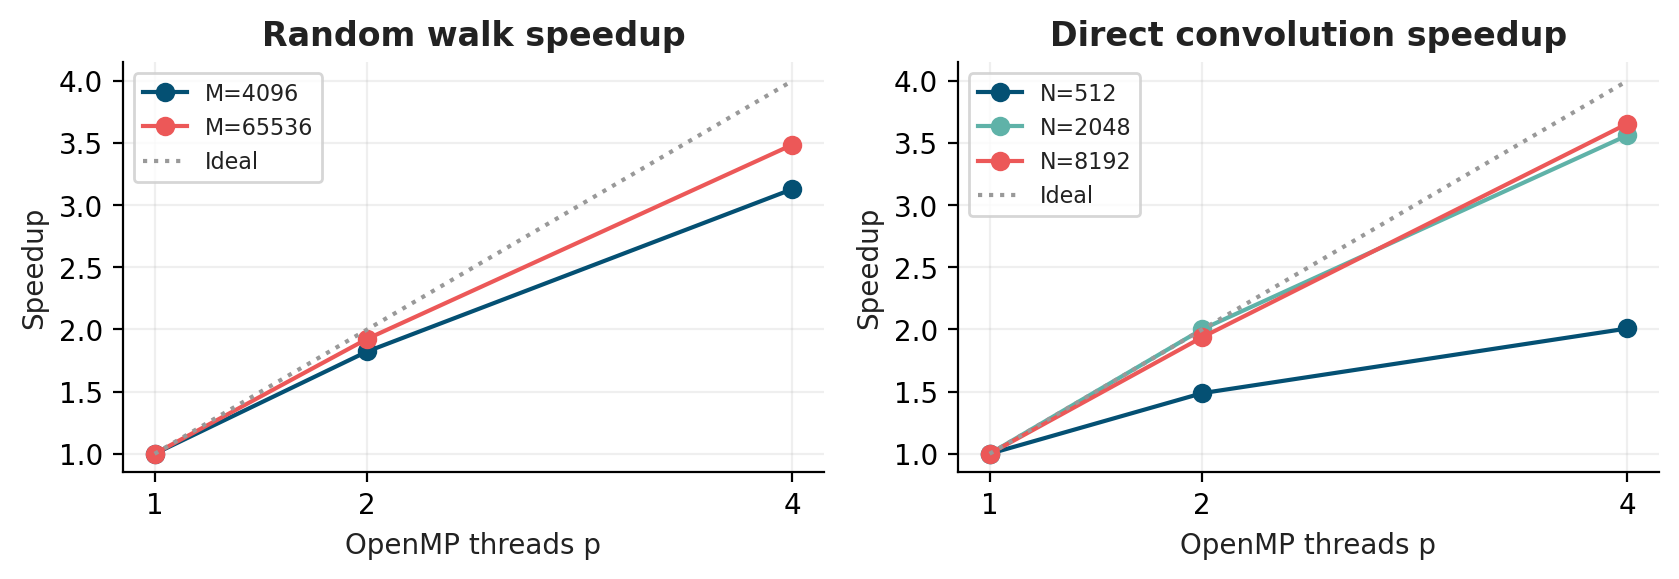 Random walk speedup
4.0
3.5
3.0
2.5
2.0
1.5
1.0
Speedup
M=4096
M=65536
Ideal
1
2
4
OpenMP threads p
Direct convolution speedup
4.0
3.5
3.0
2.5
2.0
1.5
1.0
Speedup
N=512
N=2048
N=8192
Ideal
1
2
4
OpenMP threads p